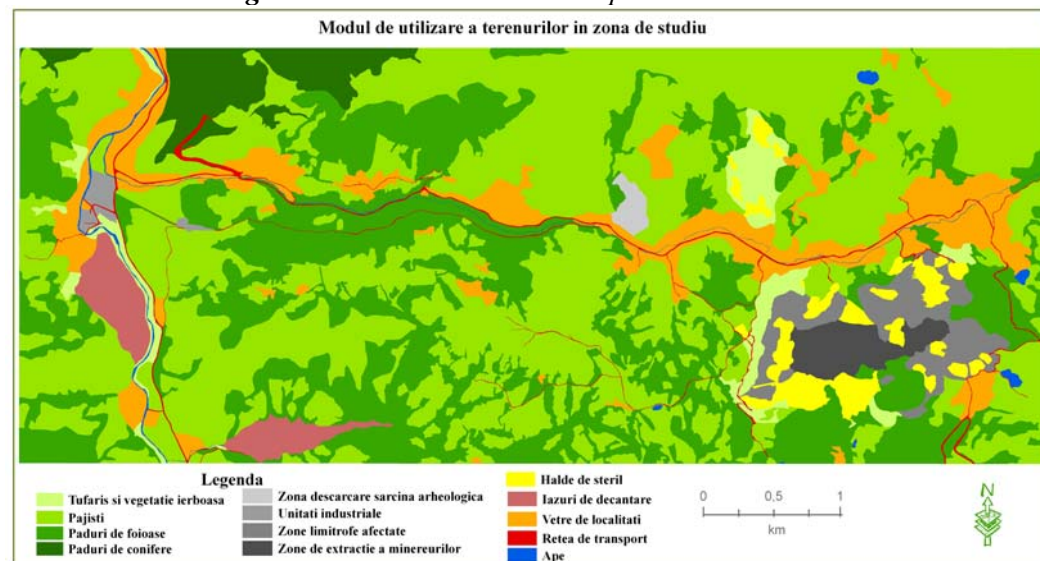 Modul de utilizare a terenurilor in zona de studiu
Legenda
Tufaris si vegetatie ierboasa
Pajisti
Paduri de foioase
Paduri de conifere
Zona descarcare sarcina arheologica
Unitati industriale
Zone limitrofe afectate
Zone de extractie a minereurilor
Halde de steril
Iazuri de decantare
Vetre de localitati
Retea de transport
Ape
0 0.5 1
km
N